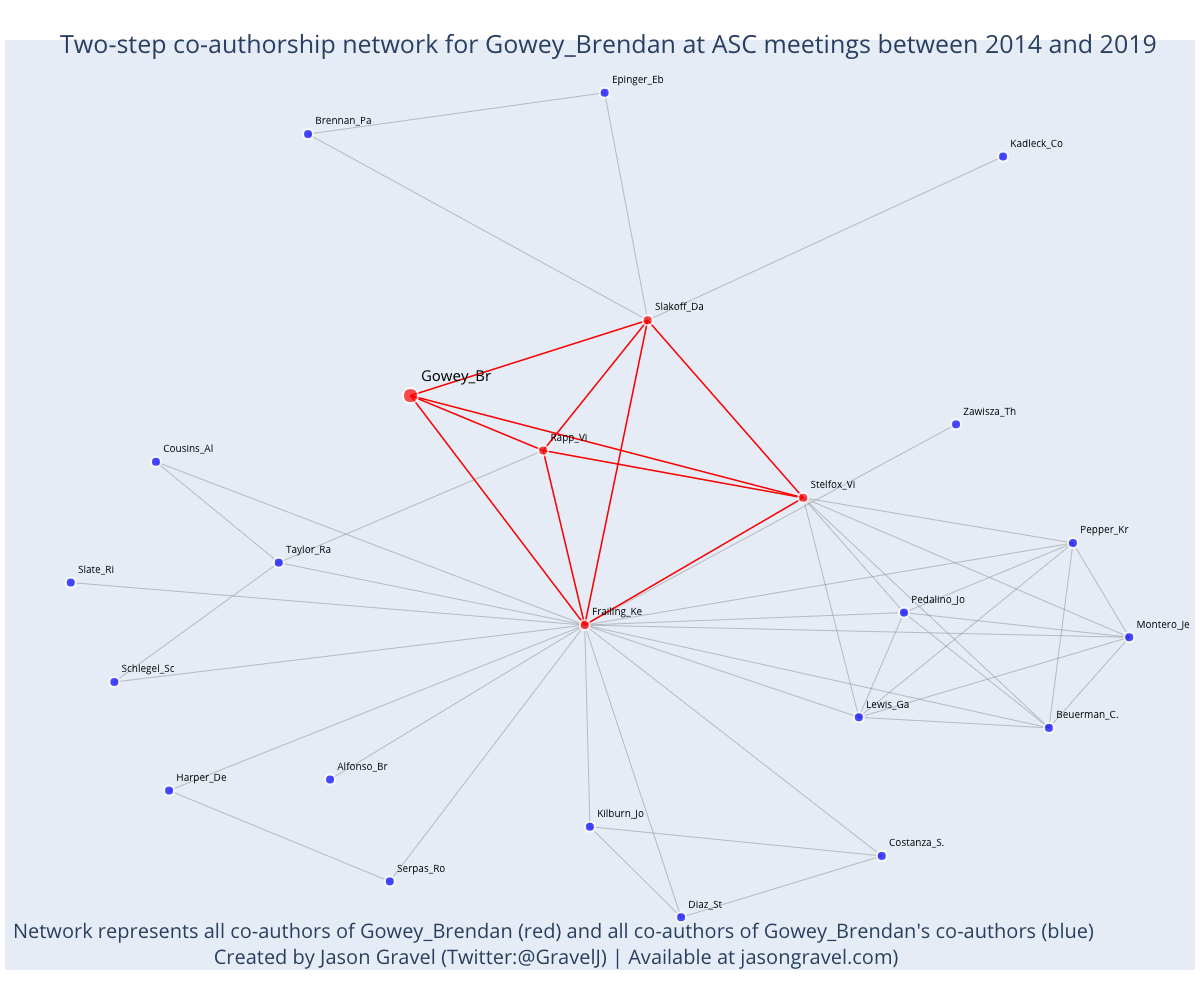 Two-step co-authorship network for Gowey_Brendan at ASC meetings between 2014 and 2019
Epinger_Eb
Brennan_Pa
Kadleck_Co
Slakoff_Da
Gowey_Br
Zawisza_Th
Rapp_Vi
Cousins_Al
Stelfox_Vi
Pepper_Kr
Taylor_Ra
Slate_Ri
Pedalino_Jo
Frailing_Ke
Montero_Je
Schlegel_Sc
Lewis_Ga
Beuerman_C.
Alfonso_Br
Harper_De
Kilburn_Jo
Costanza_S.
Serpas_Ro
Diaz_St
Network represents all co-authors of Gowey_Brendan (red) and all co-authors of Gowey_Brendan's co-authors (blue)
Created by Jason Gravel (Twitter:@GravelJ) | Available at jasongravel.com)